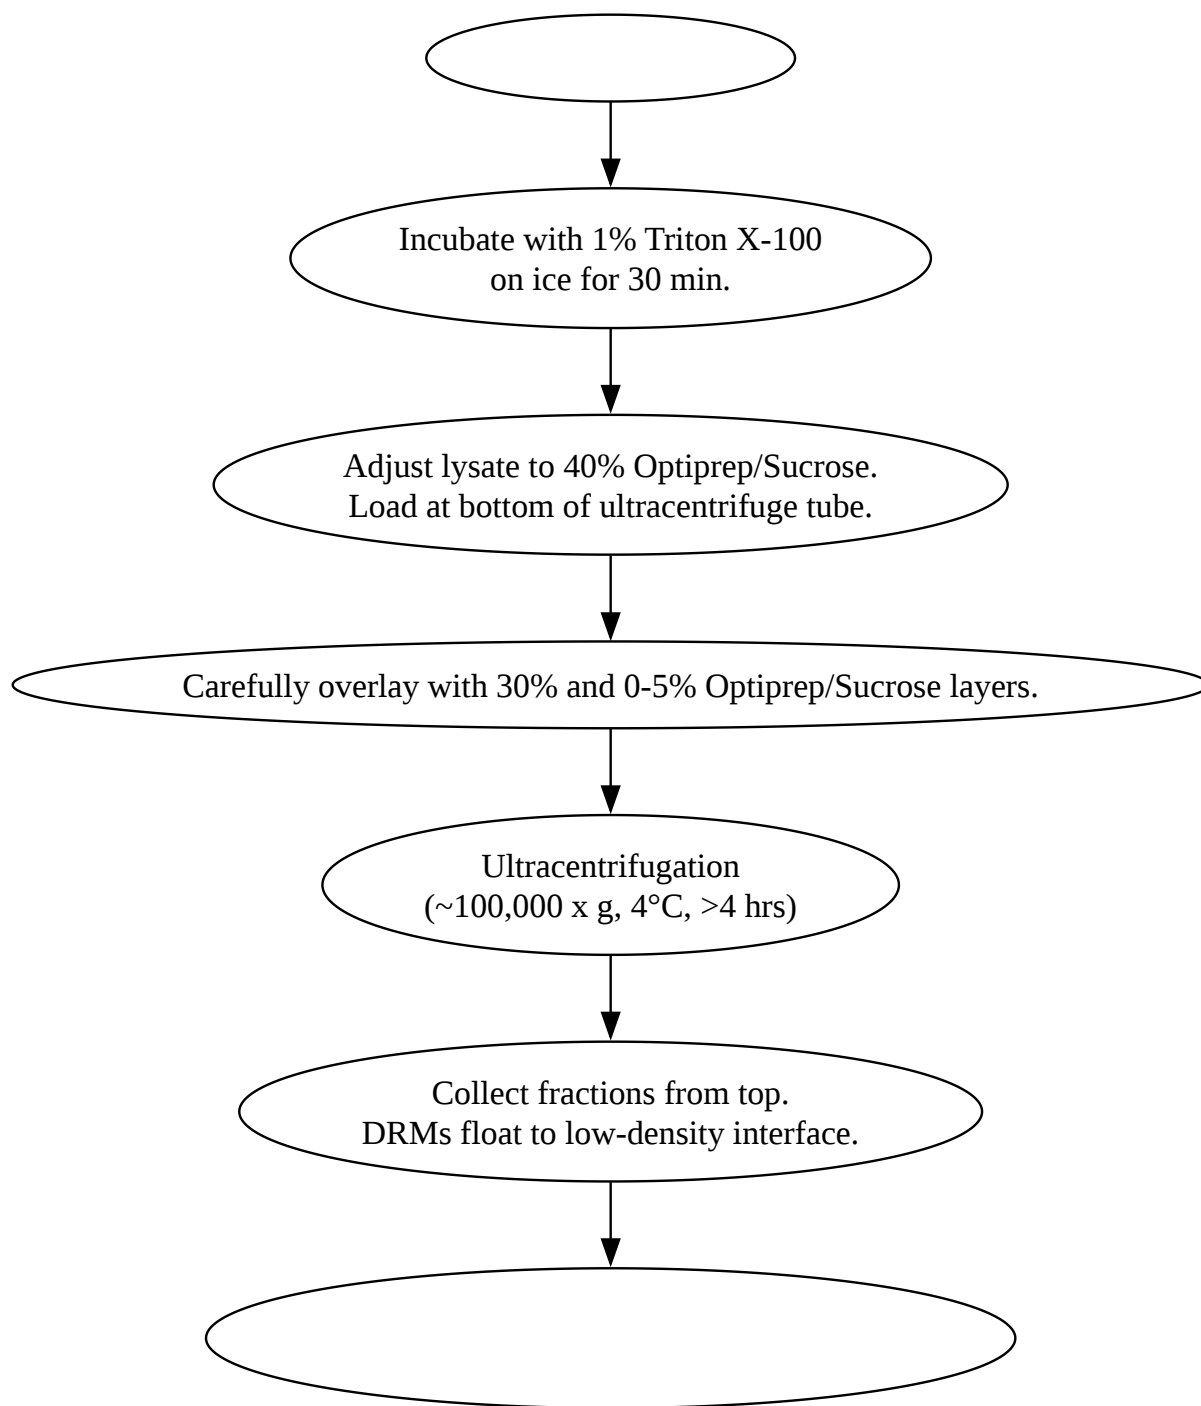 Incubate with 1% Triton X-100
on ice for 30 min.
Adjust lysate to 40% Optiprep/Sucrose.
Load at bottom of ultracentrifuge tube.
Carefully overlay with 30% and 0-5% Optiprep/Sucrose layers.
Ultracentrifugation
(~100,000 x g, 4°C, >4 hrs)
Collect fractions from top.
DRMs float to low-density interface.